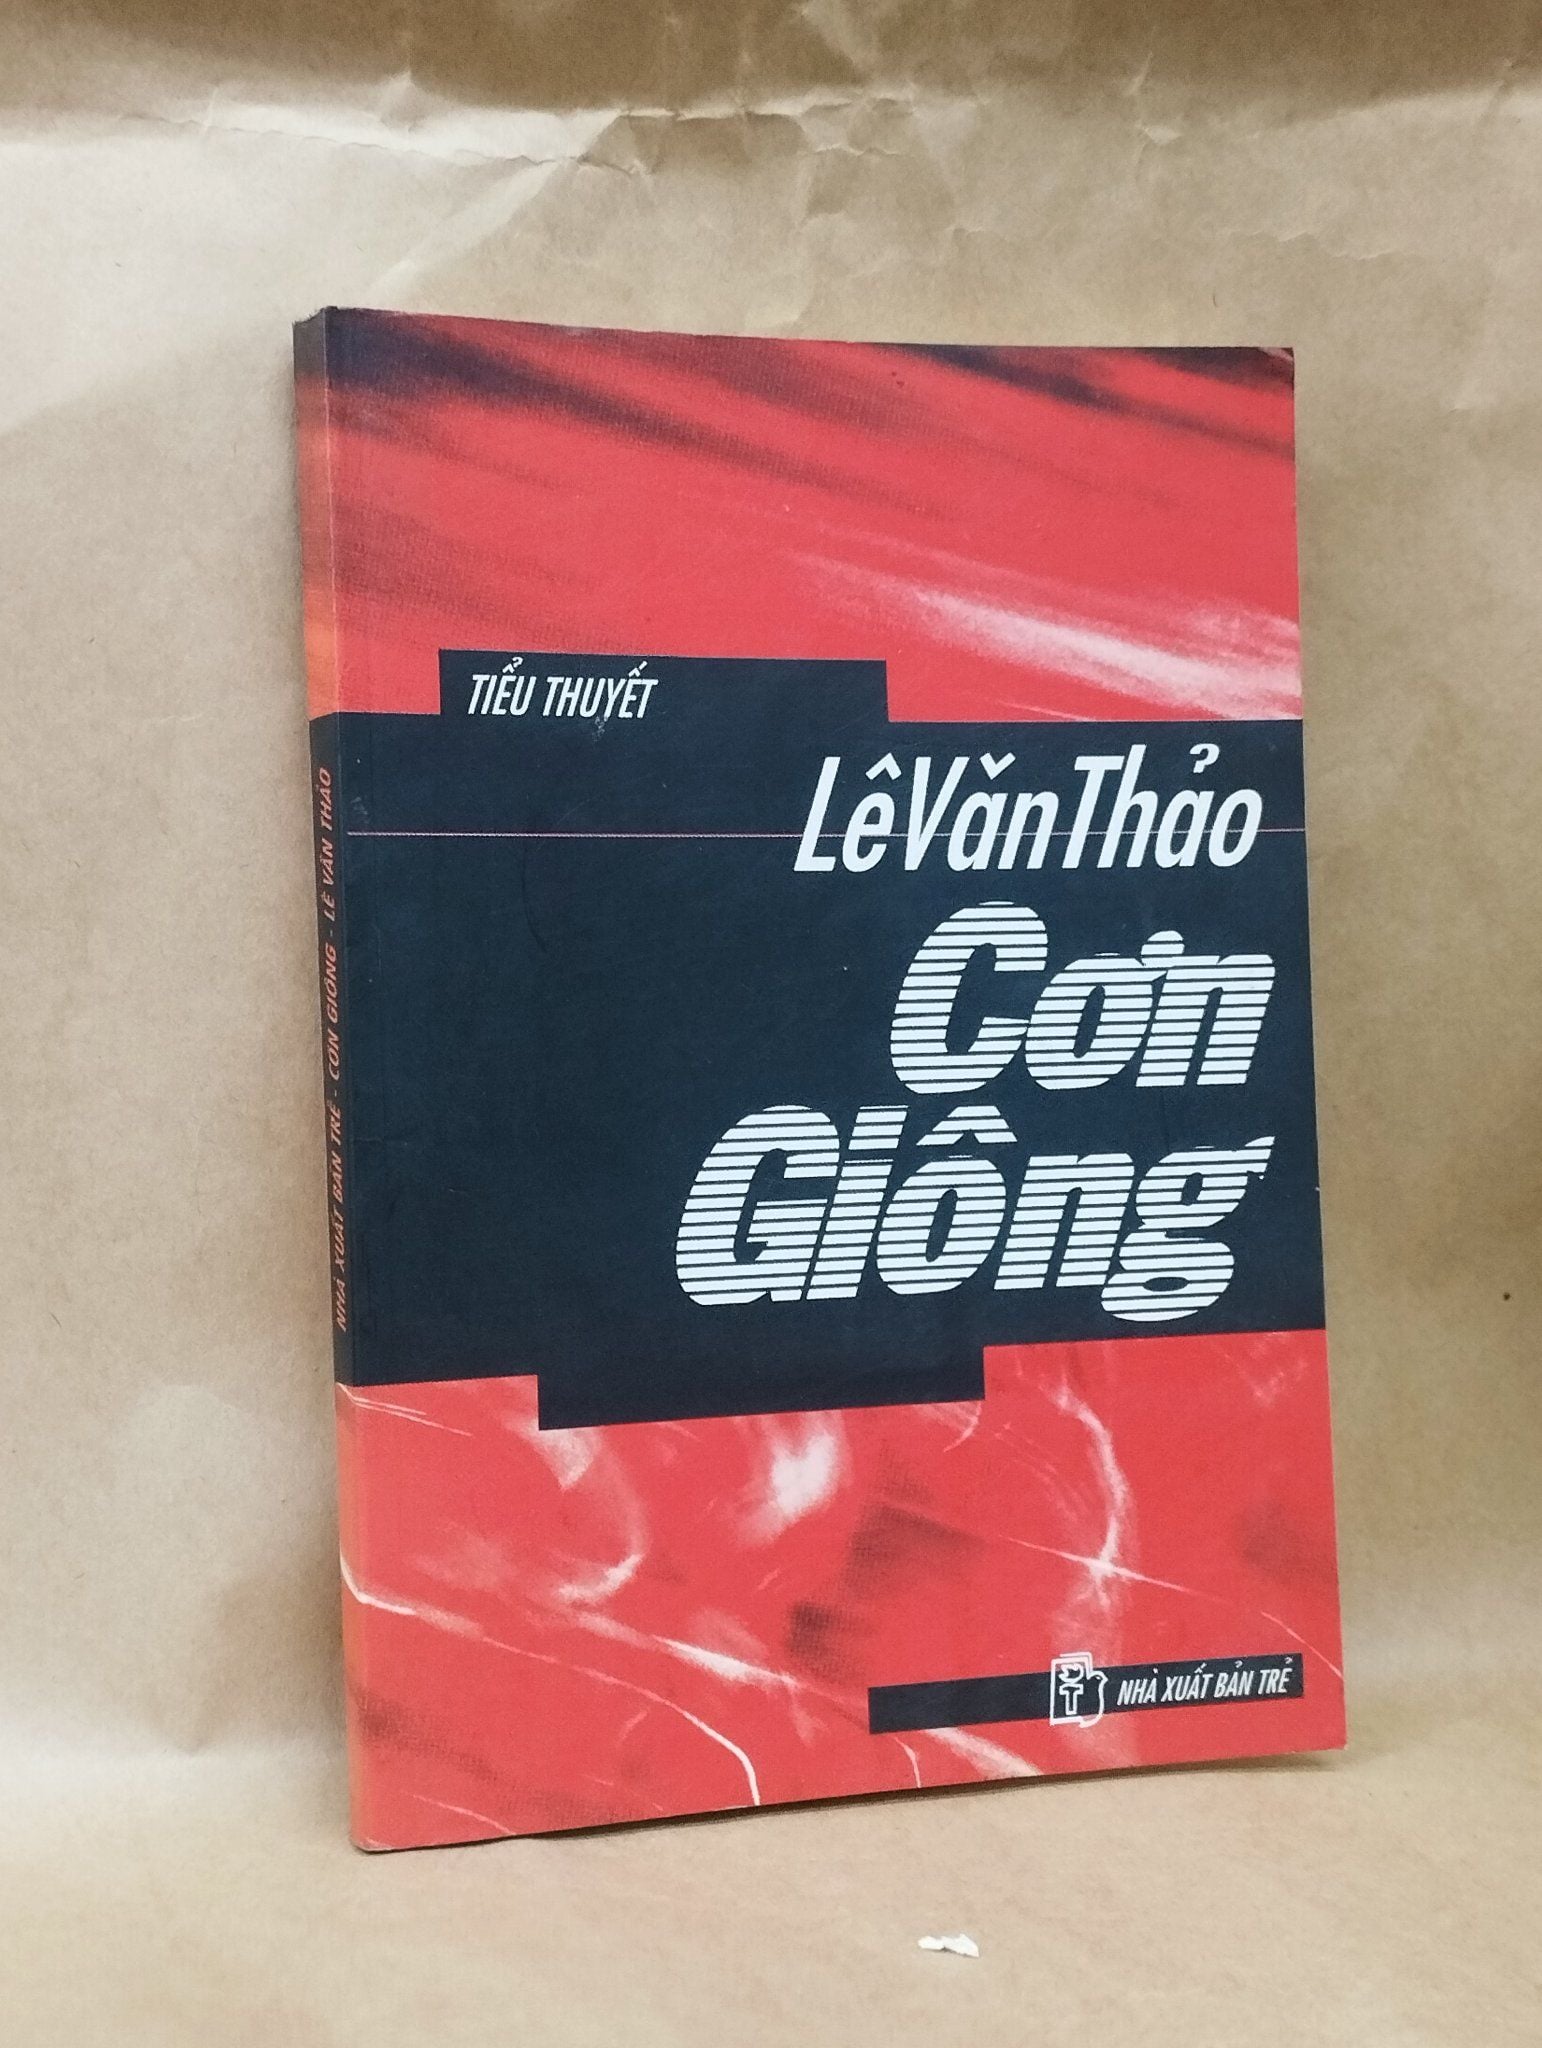 TIỂU THUYẾT
Lê Văn Thảo
Cơn
Giông
NHÀ XUẤT BẢN TRẺ
NHÀ XUẤT BẢN TRẺ - CƠN GIÔNG - LÊ VĂN THẢO